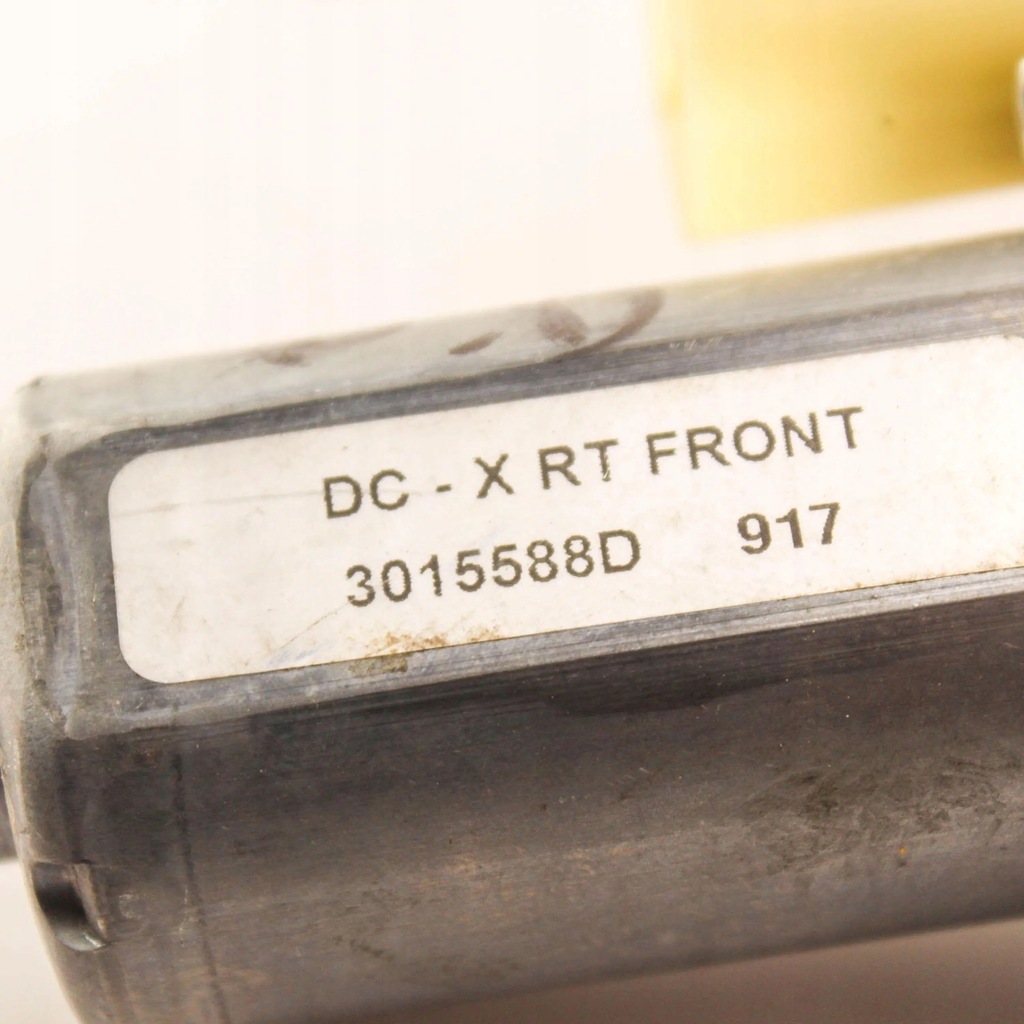 DC - X RT FRONT
3015588D 917